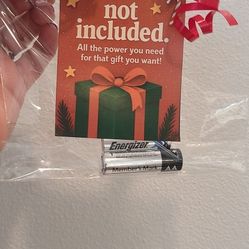 not
included.
All the power you need
for that gift you want!
Energizer
Member's Mark
AA